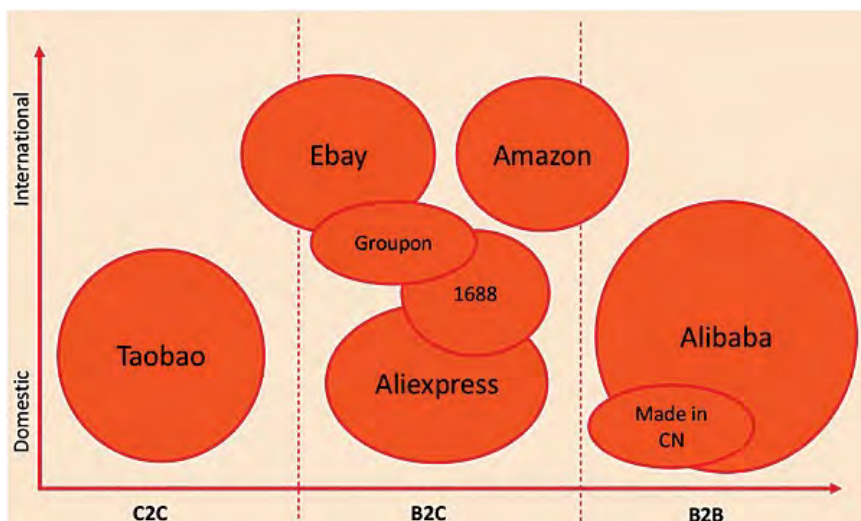 International
Domestic
Ebay
Amazon
Groupon
1688
Taobao
Aliexpress
Alibaba
Made in
CN
C2C
B2C
B2B